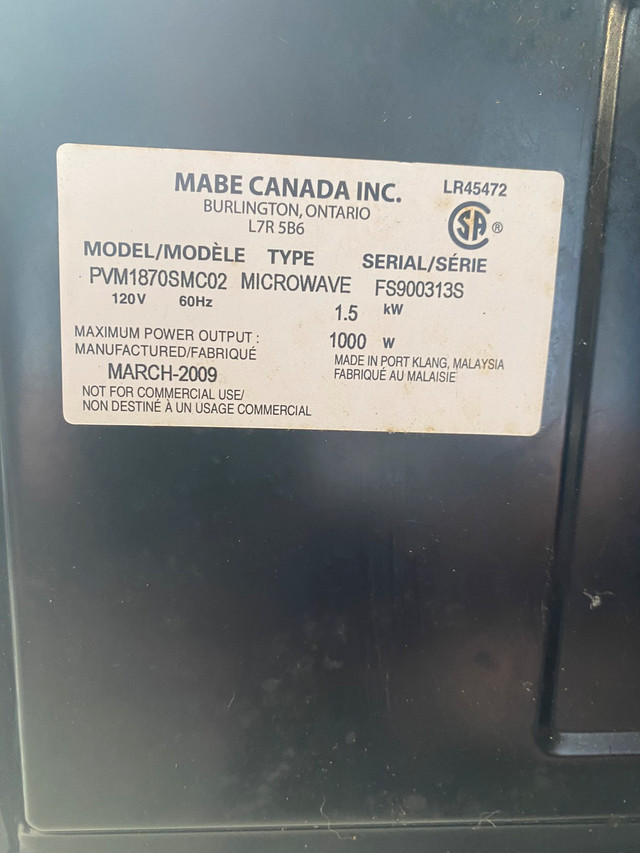 MABE CANADA INC.
LR45472
BURLINGTON, ONTARIO
L7R 5B6
SA ®
MODEL/MODÈLE TYPE SERIAL/SÉRIE
PVM1870SMC02 MICROWAVE FS900313S
120V 60Hz 1.5 kW
MAXIMUM POWER OUTPUT : 1000 W
MANUFACTURED/FABRIQUÉ
MARCH-2009
MADE IN PORT KLANG, MALAYSIA
FABRIQUÉ AU MALAISIE
NOT FOR COMMERCIAL USE/
NON DESTINÉ À UN USAGE COMMERCIAL